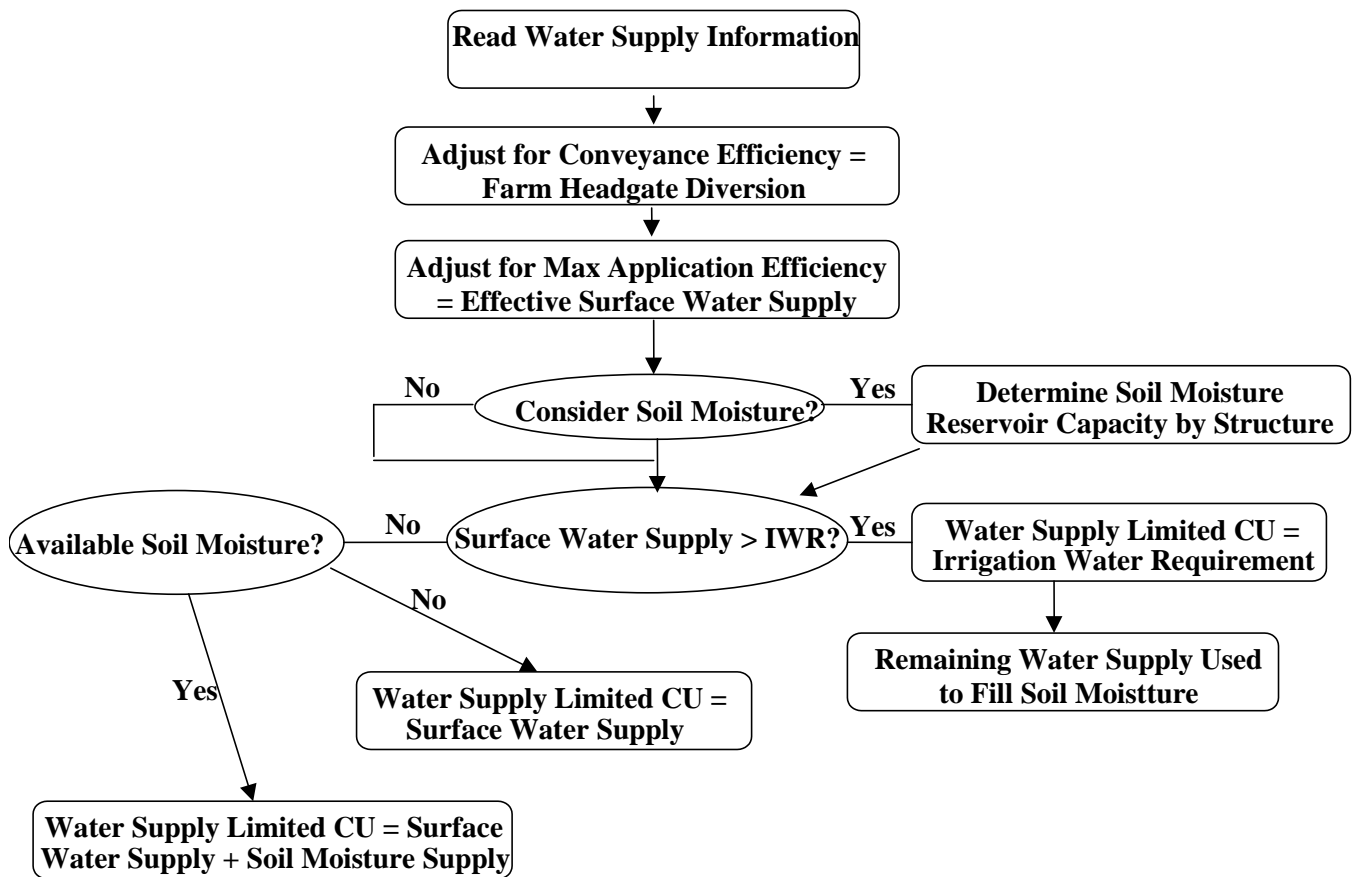 Read Water Supply Information
Adjust for Conveyance Efficiency =
Farm Headgate Diversion
Adjust for Max Application Efficiency
= Effective Surface Water Supply
No
Consider Soil Moisture?
Yes
Determine Soil Moisture
Reservoir Capacity by Structure
Available Soil Moisture?
No
Surface Water Supply > IWR?
Yes
Water Supply Limited CU =
Irrigation Water Requirement
No
Remaining Water Supply Used
to Fill Soil Moistture
Yes
Water Supply Limited CU =
Surface Water Supply
Water Supply Limited CU = Surface
Water Supply + Soil Moisture Supply